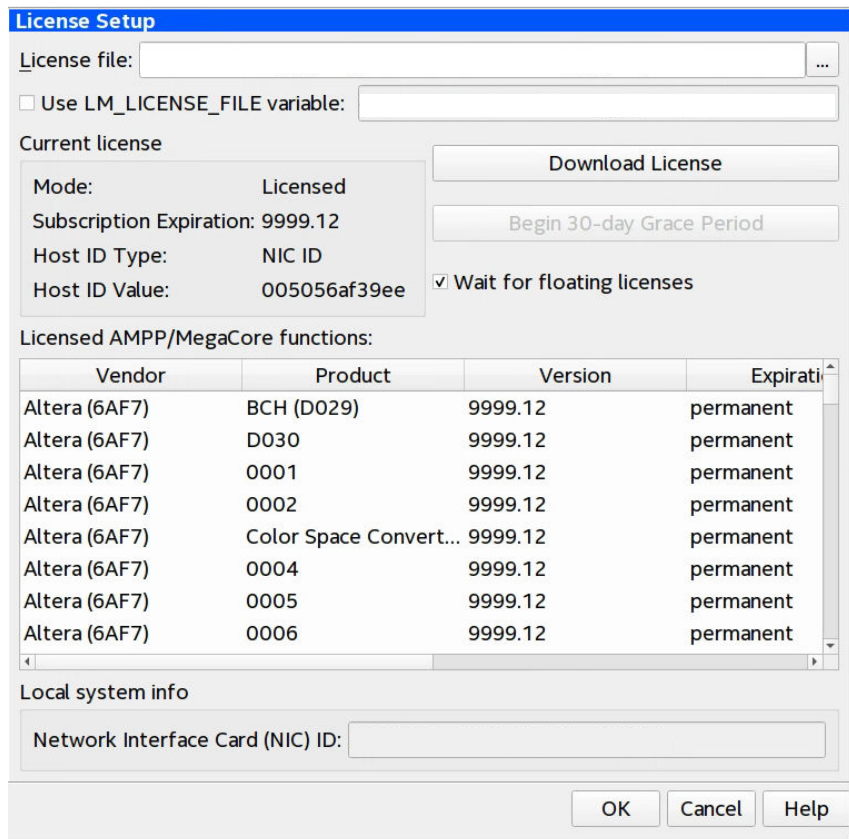 License Setup
License file: ...
Use LM_LICENSE_FILE variable:
Current license
Download License
Mode: Licensed
Subscription Expiration: 9999.12
Begin 30-day Grace Period
Host ID Type: NIC ID
Host ID Value: 005056af39ee
Wait for floating licenses
Licensed AMPP/MegaCore functions:
Vendor Product Version Expirati
Altera (6AF7) BCH (D029) 9999.12 permanent
Altera (6AF7) D030 9999.12 permanent
Altera (6AF7) 0001 9999.12 permanent
Altera (6AF7) 0002 9999.12 permanent
Altera (6AF7) Color Space Convert... 9999.12 permanent
Altera (6AF7) 0004 9999.12 permanent
Altera (6AF7) 0005 9999.12 permanent
Altera (6AF7) 0006 9999.12 permanent
Local system info
Network Interface Card (NIC) ID:
OK Cancel Help